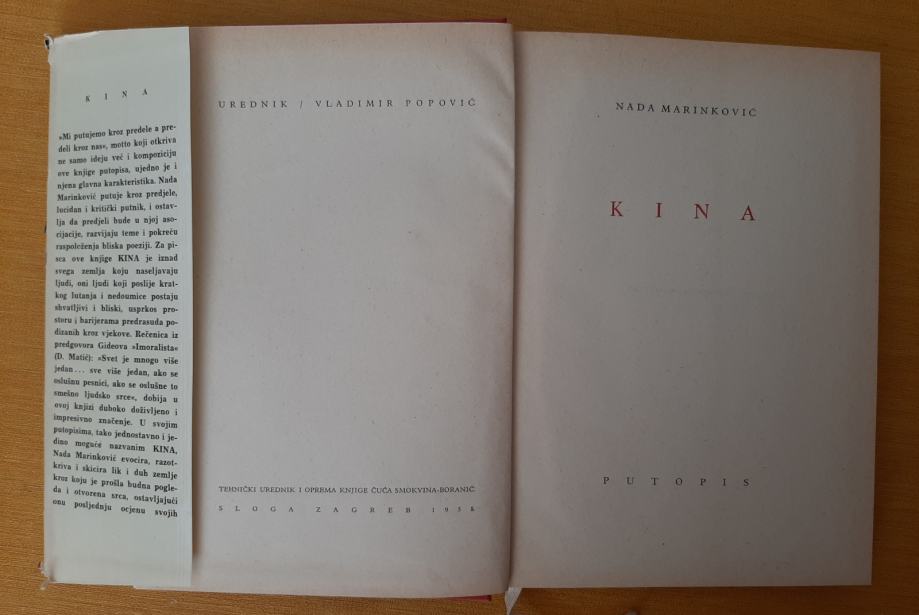 K I N A
»Mi putujemo kroz predele a pre-
deli kroz nas«, motto koji otkriva
ne samo ideju već i kompoziciju
ove knjige putopisa, ujedno je i
njena glavna karakteristika. Nada
Marinković putuje kroz predjele,
lucidan i kritički putnik, i ostav-
lja da predjeli bude u njoj aso-
cijacije, razvijaju teme i pokreću
raspoloženja bliska poeziji. Za pi-
sca ove knjige KINA je iznad
svega zemlja koju naseljavaju
ljudi, oni ljudi koji poslije krat-
kog lutanja i nedoumice postaju
shvatljivi i bliski, usprkos pro-
storu i barijerama predrasuda po-
dizanih kroz vjekove. Rečenica iz
predgovora Gideova »Imoralista«
(D. Matić): »Svet je mnogo više
jedan... sve više jedan, ako se
oslušnu pesnici, ako se oslušne to
smešno ljudsko srce«, dobija u
ovoj knjizi duboko doživljeno i
impresivno značenje. U svojim
putopisima, tako jednostavno i je-
dino moguće nazvanim KINA,
Nada Marinković evocira, razot-
kriva i skicira lik i duh zemlje
kroz koju je prošla budna pogle-
da i otvorena srca, ostavljajući
onu posljednju ocjenu svojih
UREDNIK / VLADIMIR POPOVIĆ
TEHNIČKI UREDNIK I OPREMA KNJIGE ČUČA SMOKVINA-BORANIĆ
SLOGA ZAGREB 1958
NADA MARINKOVIĆ
K I N A
PUTOPIS